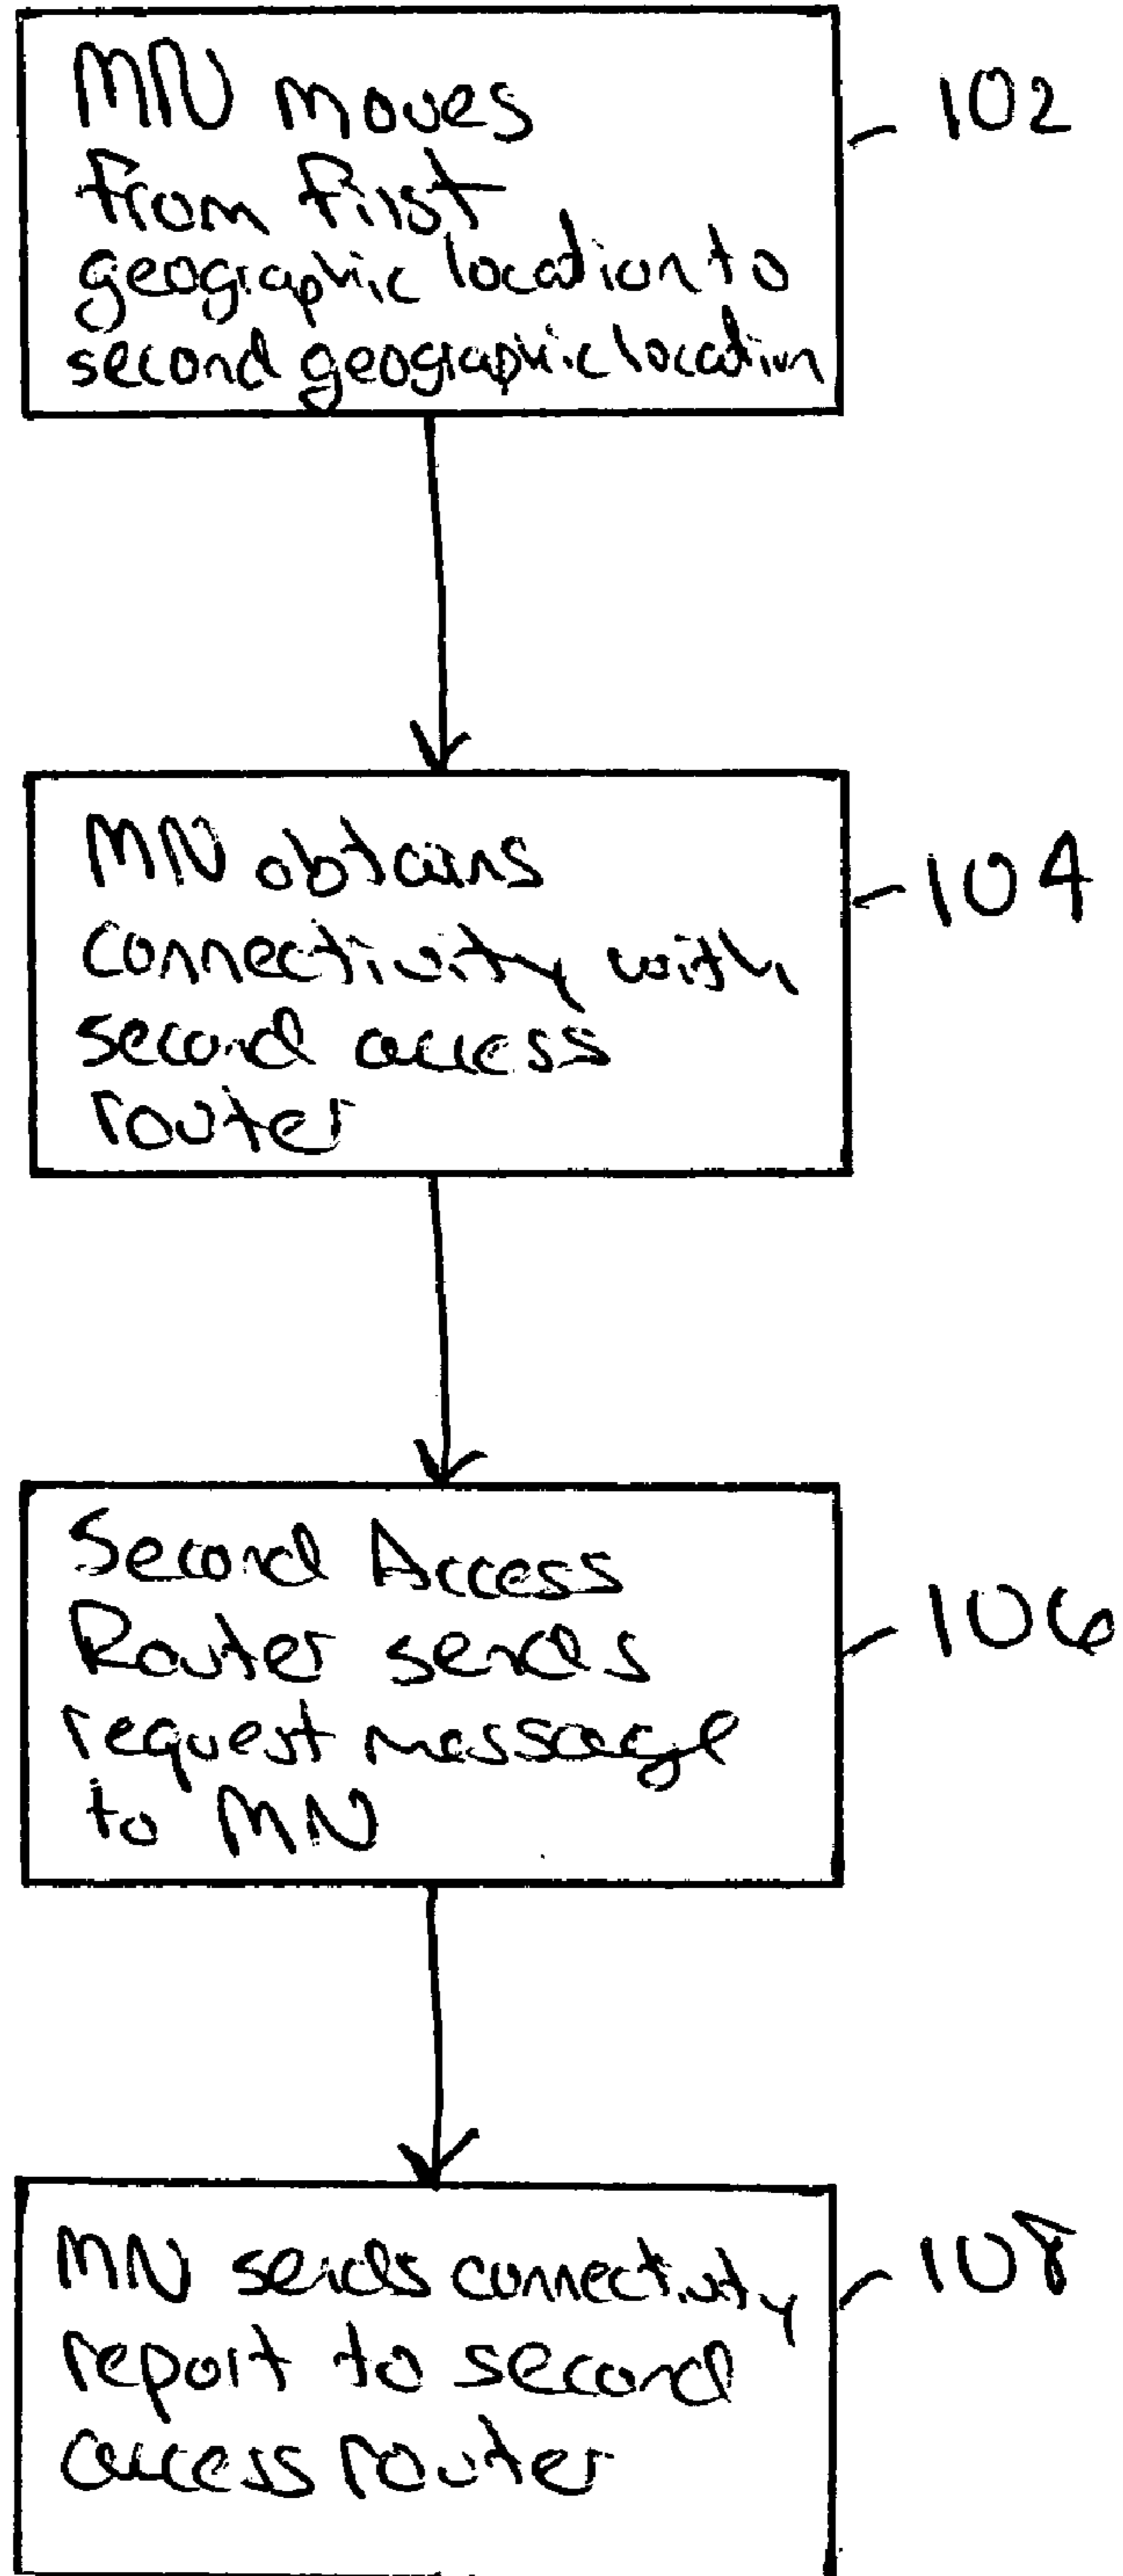 MN moves
from first
geographic location to
second geographic location
102
MN obtains
connectivity with
second access
router
104
Second Access
Router sends
request message
to MN
106
MN sends connectivity
report to second
access router
108